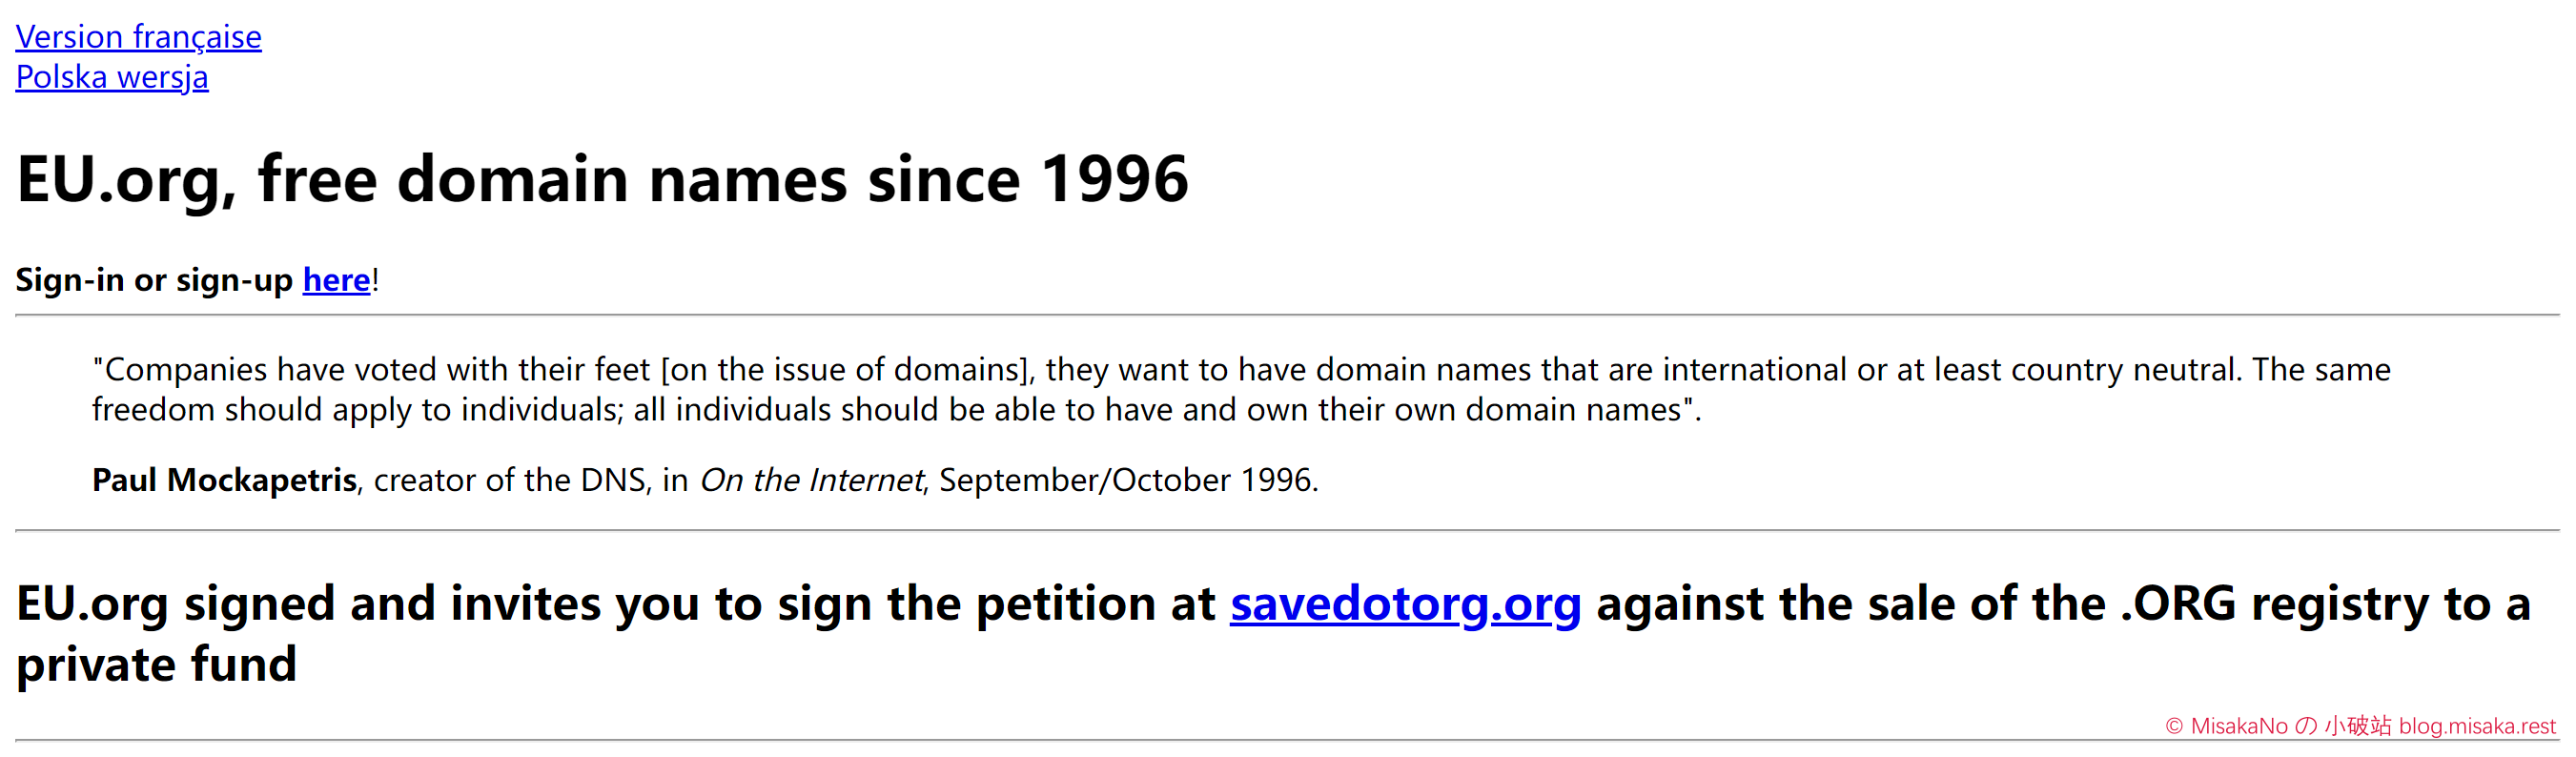 Version française
Polska wersja
EU.org, free domain names since 1996
Sign-in or sign-up here!
"Companies have voted with their feet [on the issue of domains], they want to have domain names that are international or at least country neutral. The same
freedom should apply to individuals; all individuals should be able to have and own their own domain names".
Paul Mockapetris, creator of the DNS, in On the Internet, September/October 1996.
EU.org signed and invites you to sign the petition at savedotorg.org against the sale of the .ORG registry to a
private fund
© MisakaNo の 小破站 blog.misaka.rest